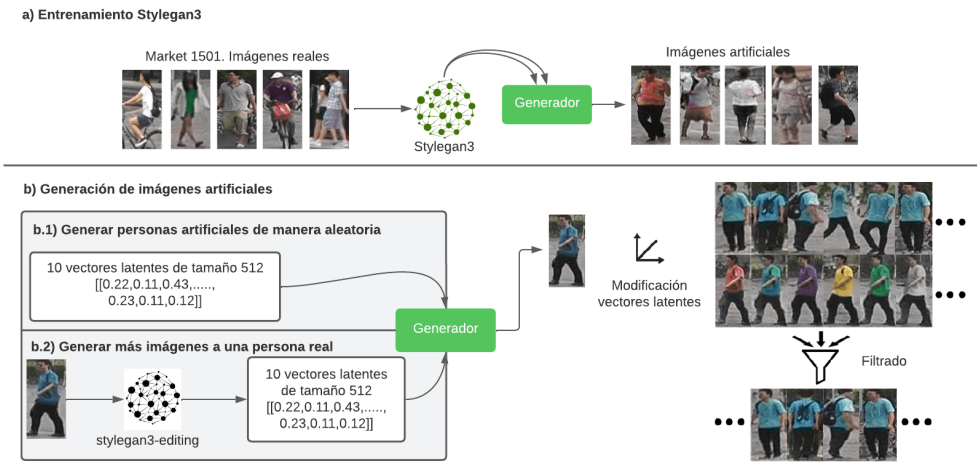 a) Entrenamiento Stylegan3
Market 1501. Imágenes reales
Imágenes artificiales
Generador
Stylegan3
b) Generación de imágenes artificiales
b.1) Generar personas artificiales de manera aleatoria
10 vectores latentes de tamaño 512
[[0.22,0.11,0.43,.....,
0.23,0.11,0.12]]
Generador
b.2) Generar más imágenes a una persona real
10 vectores latentes
de tamaño 512
[[0.22,0.11,0.43,.....,
0.23,0.11,0.12]]
stylegan3-editing
Modificación
vectores latentes
Filtrado